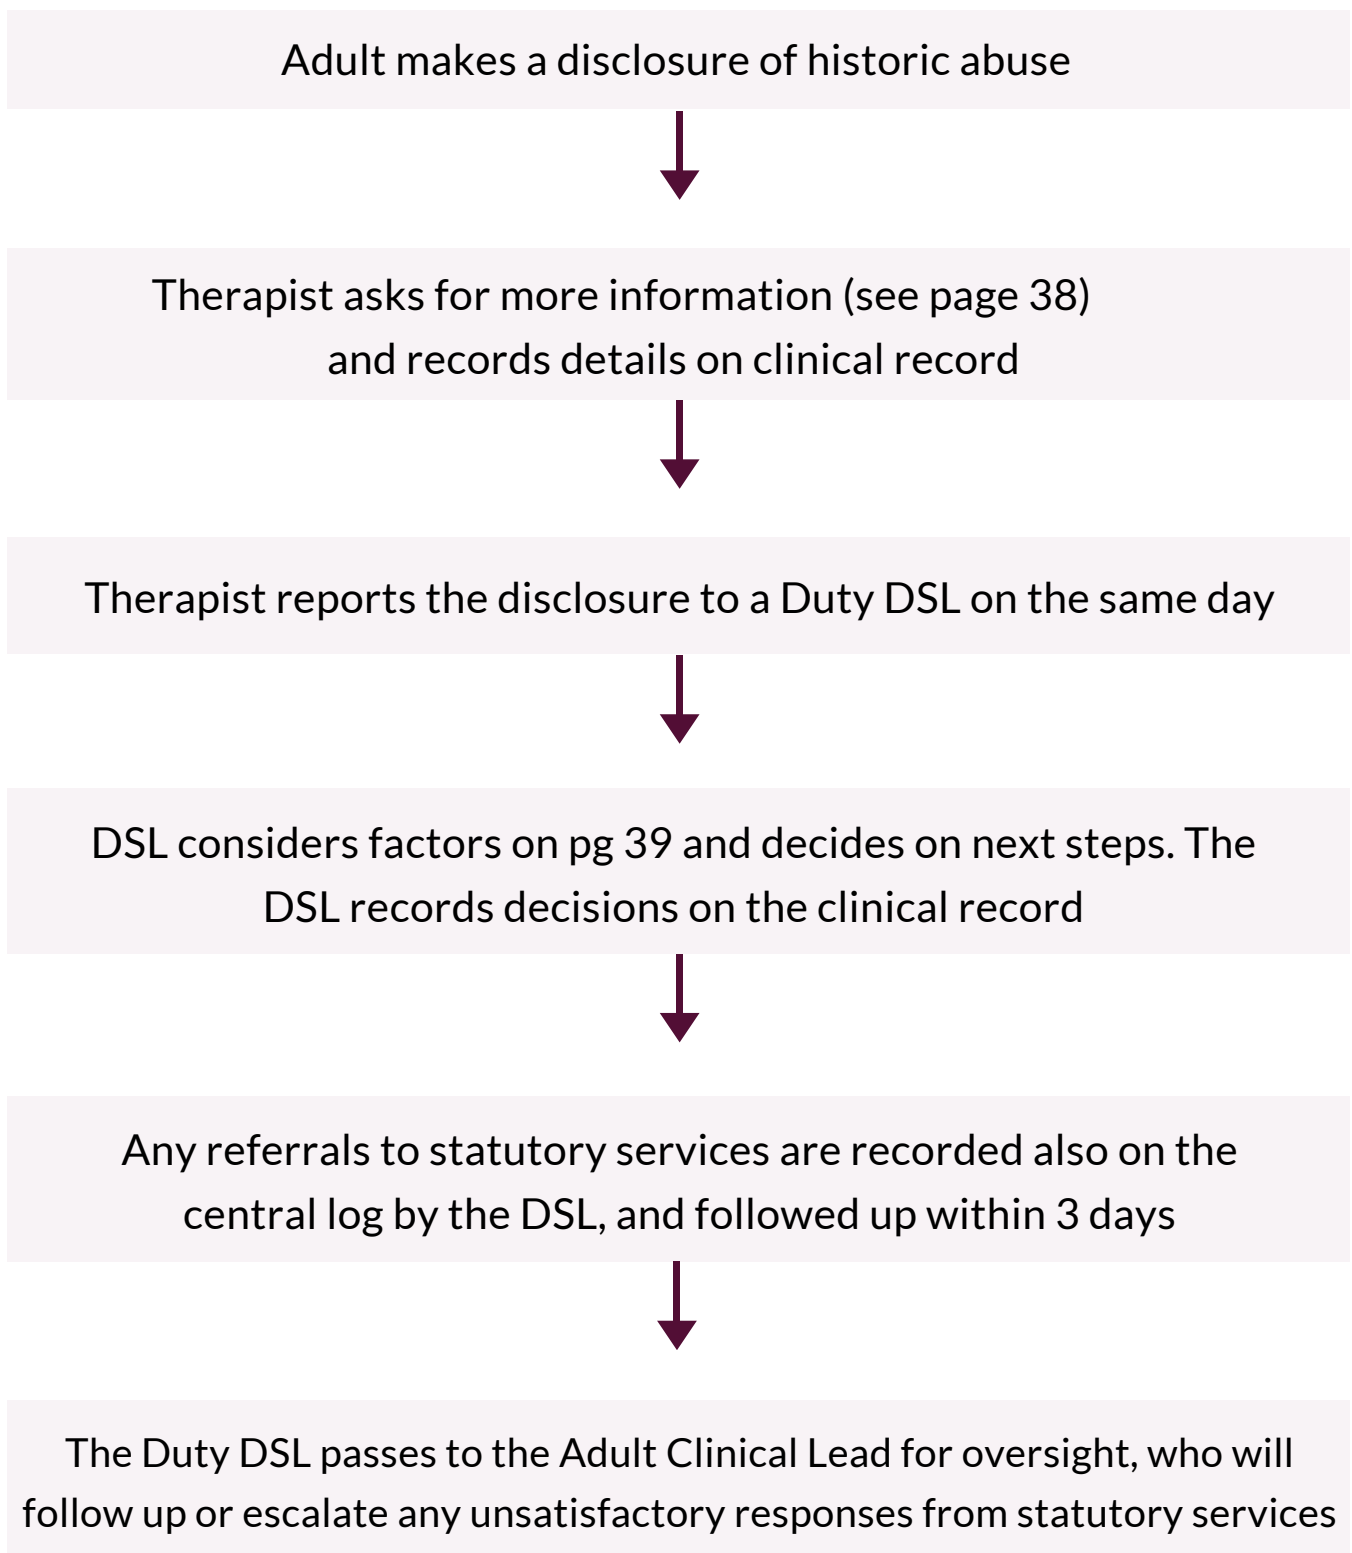 Adult makes a disclosure of historic abuse
Therapist asks for more information (see page 38)
and records details on clinical record
Therapist reports the disclosure to a Duty DSL on the same day
DSL considers factors on pg 39 and decides on next steps. The
DSL records decisions on the clinical record
Any referrals to statutory services are recorded also on the
central log by the DSL, and followed up within 3 days
The Duty DSL passes to the Adult Clinical Lead for oversight, who will
follow up or escalate any unsatisfactory responses from statutory services